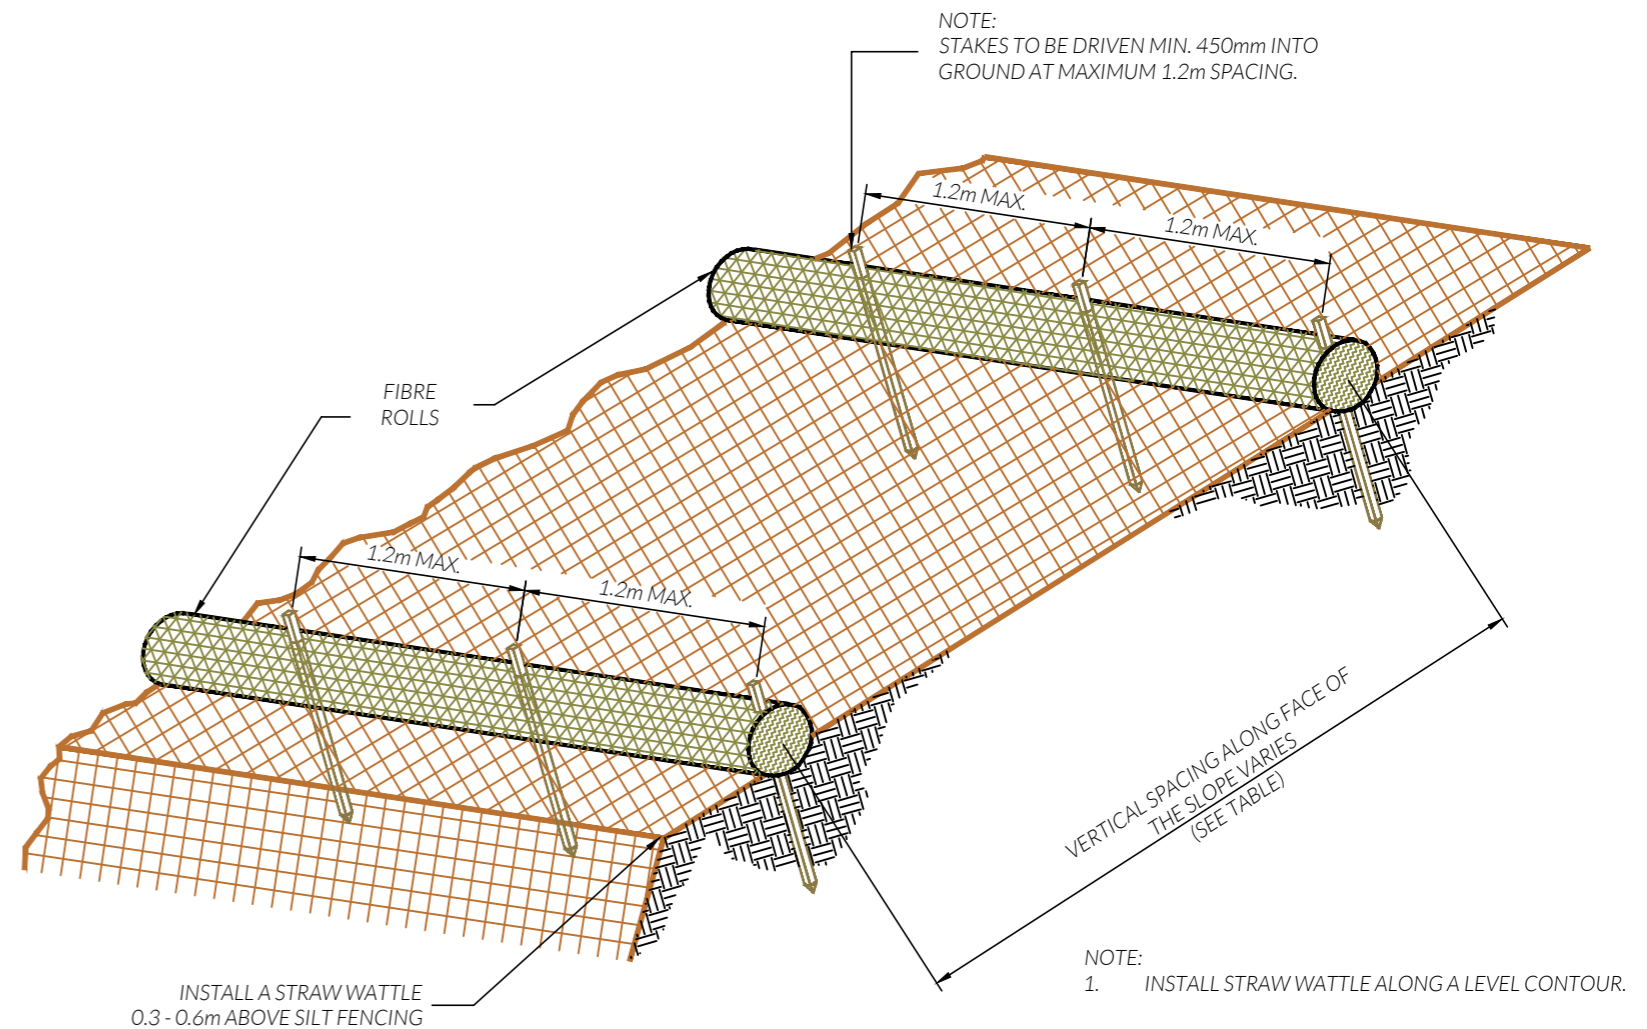 NOTE:
STAKES TO BE DRIVEN MIN. 450mm INTO
GROUND AT MAXIMUM 1.2m SPACING.
1.2m MAX.
1.2m MAX.
FIBRE
ROLLS
1.2m MAX.
1.2m MAX.
VERTICAL SPACING ALONG FACE OF
THE SLOPE VARIES
(SEE TABLE)
NOTE:
1. INSTALL STRAW WATTLE ALONG A LEVEL CONTOUR.
INSTALL A STRAW WATTLE
0.3 - 0.6m ABOVE SILT FENCING